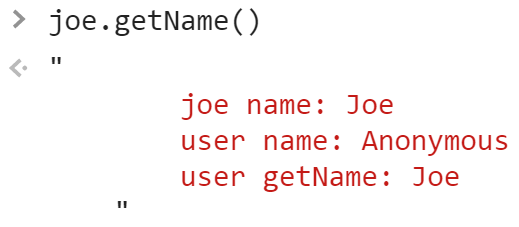 > joe.getName()
"
joe name: Joe
user name: Anonymous
user getName: Joe
"